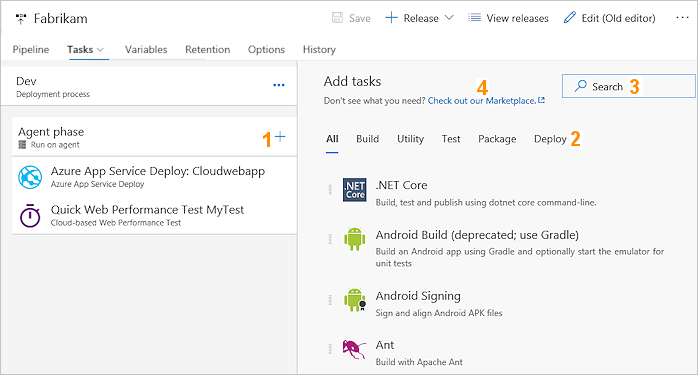 Fabrikam
Save + Release View releases Edit (Old editor) ...
Pipeline Tasks Variables Retention Options History
Dev
Deployment process
...
Add tasks
Don't see what you need? Check out our Marketplace.
4
Search 3
Agent phase
Run on agent
1 +
All Build Utility Test Package Deploy 2
Azure App Service Deploy: Cloudwebapp
Azure App Service Deploy
Quick Web Performance Test MyTest
Cloud-based Web Performance Test
.NET
Core
.NET Core
Build, test and publish using dotnet core command-line.
Android Build (deprecated; use Gradle)
Build an Android app using Gradle and optionally start the emulator for
unit tests
Android Signing
Sign and align Android APK files
Ant
Build with Apache Ant